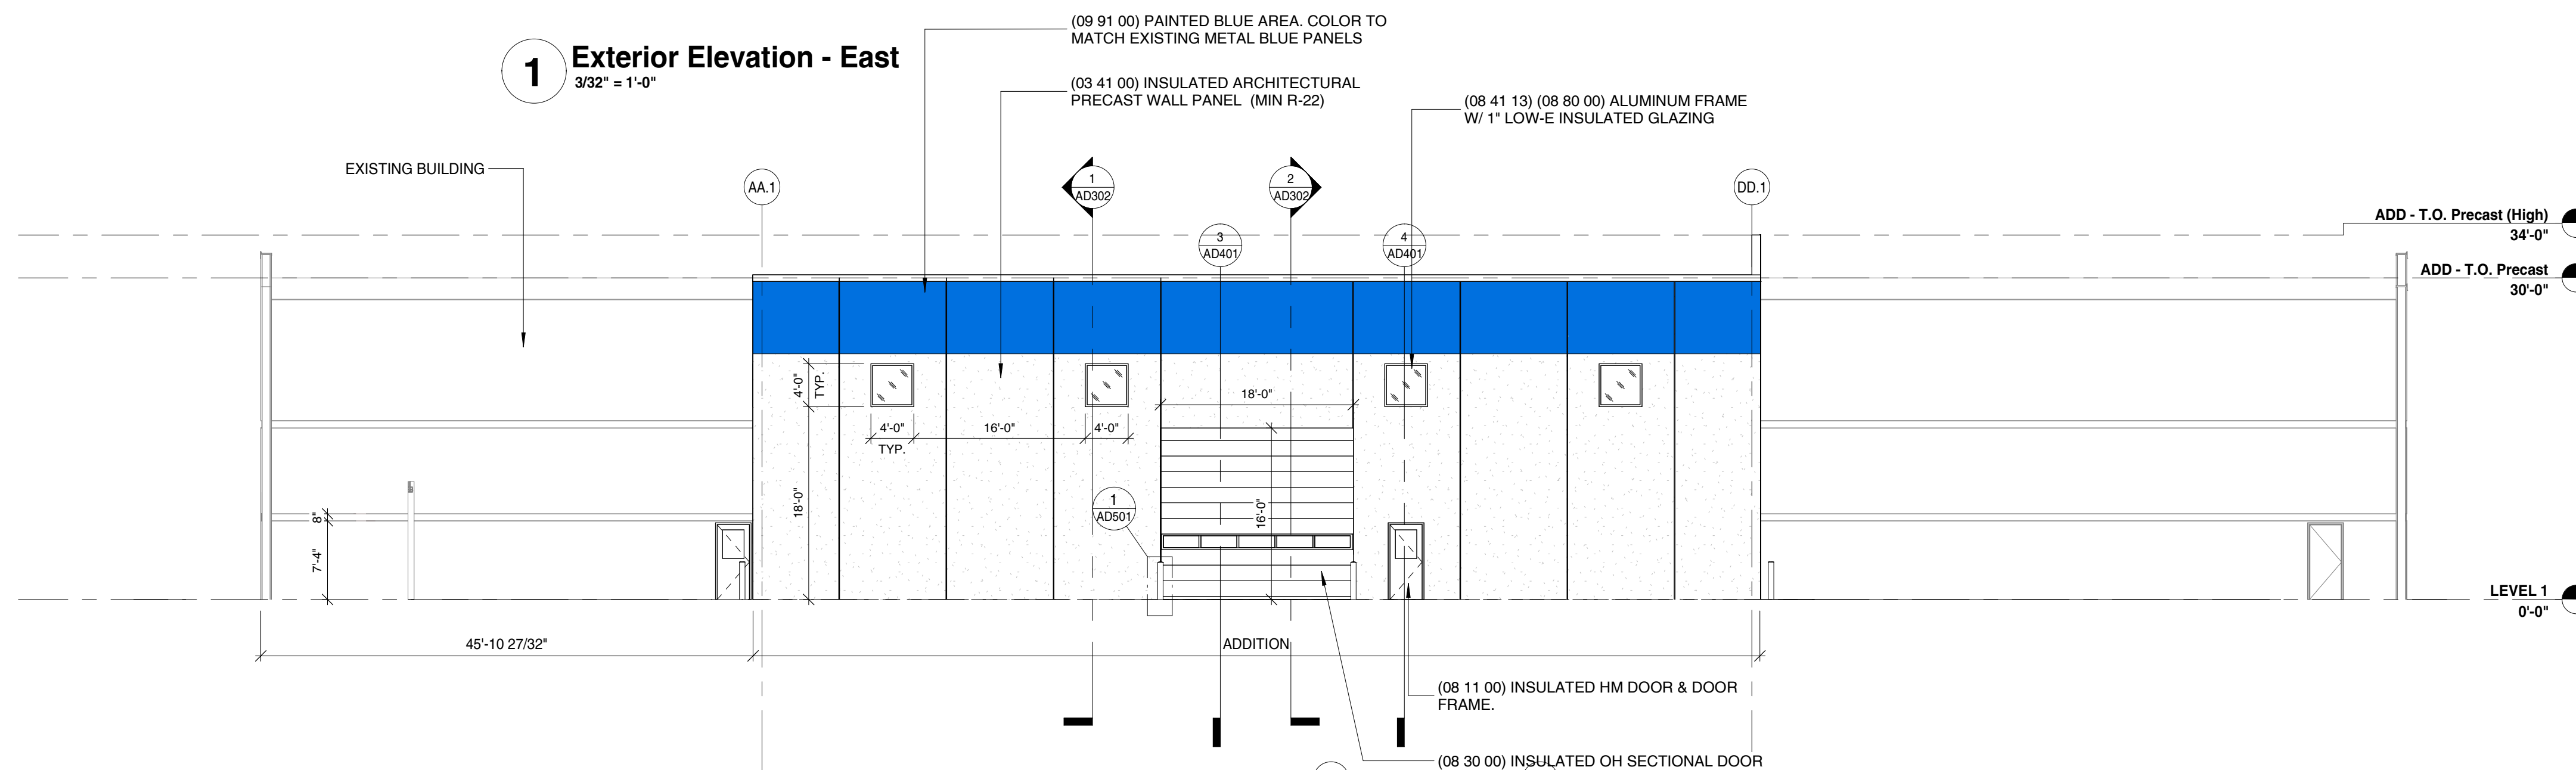 (09 91 00) PAINTED BLUE AREA. COLOR TO
MATCH EXISTING METAL BLUE PANELS
1
Exterior Elevation - East
3/32" = 1'-0"
(03 41 00) INSULATED ARCHITECTURAL
PRECAST WALL PANEL (MIN R-22)
(08 41 13) (08 80 00) ALUMINUM FRAME
W/ 1" LOW-E INSULATED GLAZING
EXISTING BUILDING
AA.1
1
AD302
2
AD302
DD.1
3
AD401
4
AD401
ADD - T.O. Precast (High)
34'-0"
ADD - T.O. Precast
30'-0"
4'-0"
TYP.
18'-0"
4'-0"
TYP.
16'-0"
4'-0"
18'-0"
16'-0"
1
AD501
8"
7'-4"
LEVEL 1
0'-0"
45'-10 27/32"
ADDITION
(08 11 00) INSULATED HM DOOR & DOOR
FRAME.
(08 30 00) INSULATED OH SECTIONAL DOOR